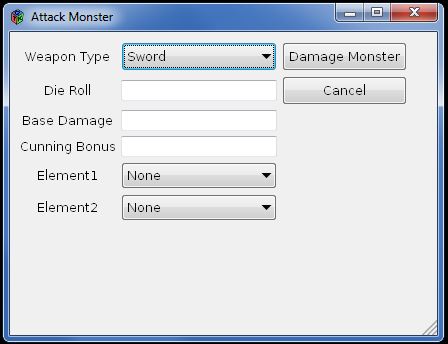 Attack Monster
Weapon Type Sword Damage Monster
Die Roll Cancel
Base Damage
Cunning Bonus
Element1 None
Element2 None